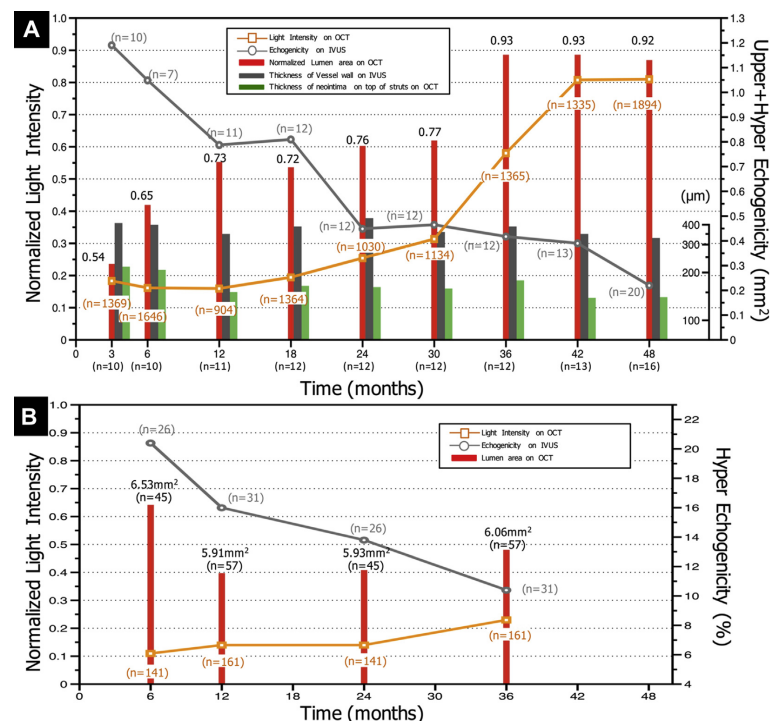 A
Light Intensity on OCT
Echogenicity on IVUS
Normalized Lumen area on OCT
Thickness of Vessel wall on IVUS
Thickness of neointima on top of struts on OCT
Normalized Light Intensity
1.0
0.9
0.8
0.7
0.6
0.5
0.4
0.3
0.2
0.1
0
(n=10)
(n=7)
(n=11)
(n=12)
(n=12)
(n=12)
(n=12)
(n=13)
(n=20)
0.54
0.65
0.73
0.72
0.76
0.77
0.93
0.93
0.92
(n=1369)
(n=1646)
(n=904)
(n=1364)
(n=1030)
(n=1134)
(n=1365)
(n=1335)
(n=1894)
(μm)
400
300
200
100
1.3
1.2
1.1
1.0
0.9
0.8
0.7
0.6
0.5
0.4
0.3
0.2
0.1
0
Upper+Hyper Echogenicity (mm²)
0 3 6 12 18 24 30 36 42 48
(n=10) (n=10) (n=11) (n=12) (n=12) (n=12) (n=12) (n=13) (n=16)
Time (months)
B
Light Intensity on OCT
Echogenicity on IVUS
Lumen area on OCT
Normalized Light Intensity
1.0
0.9
0.8
0.7
0.6
0.5
0.4
0.3
0.2
0.1
0
(n=26)
(n=31)
(n=26)
(n=31)
6.53mm²
(n=45)
5.91mm²
(n=57)
5.93mm²
(n=45)
6.06mm²
(n=57)
(n=141)
(n=161)
(n=141)
(n=161)
22
20
18
16
14
12
10
8
6
4
Hyper Echogenicity (%)
0 6 12 18 24 30 36 42 48
Time (months)